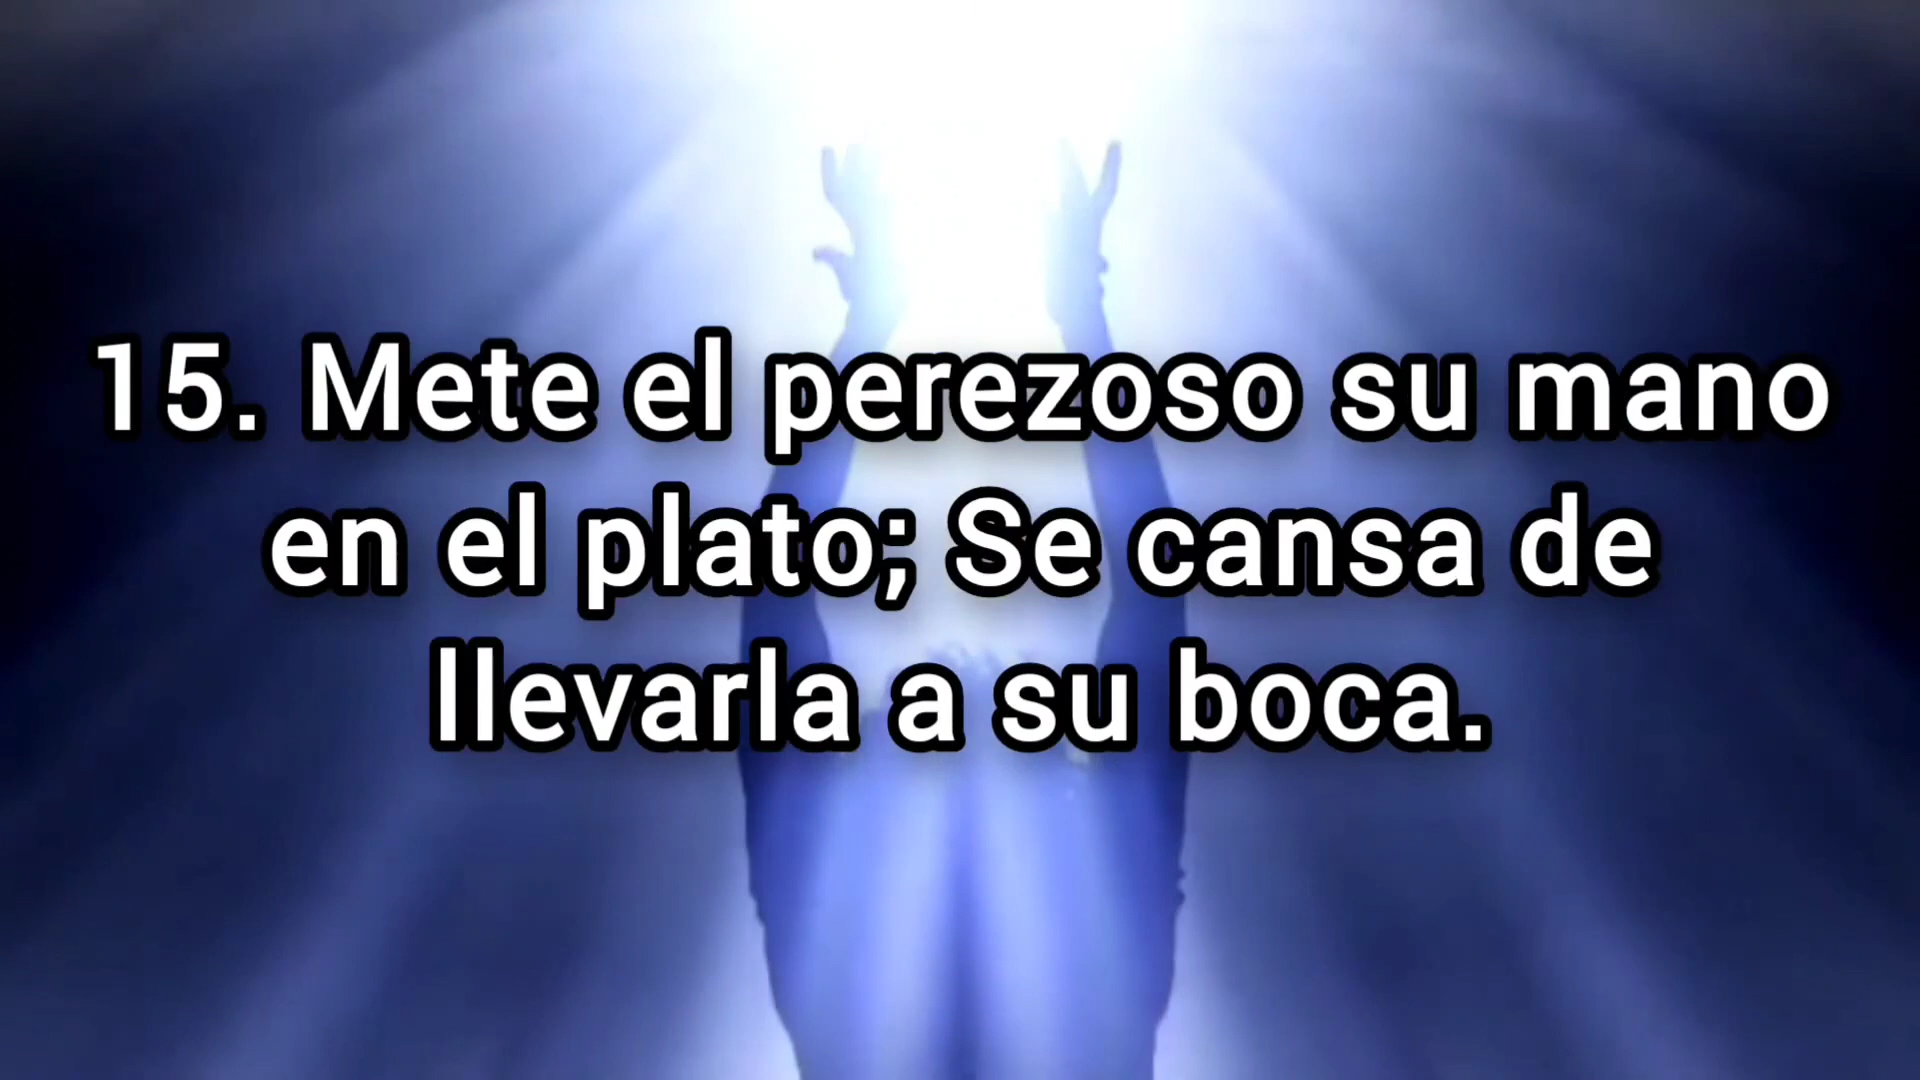 15. Mete el perezoso su mano
en el plato; Se cansa de
llevarla a su boca.